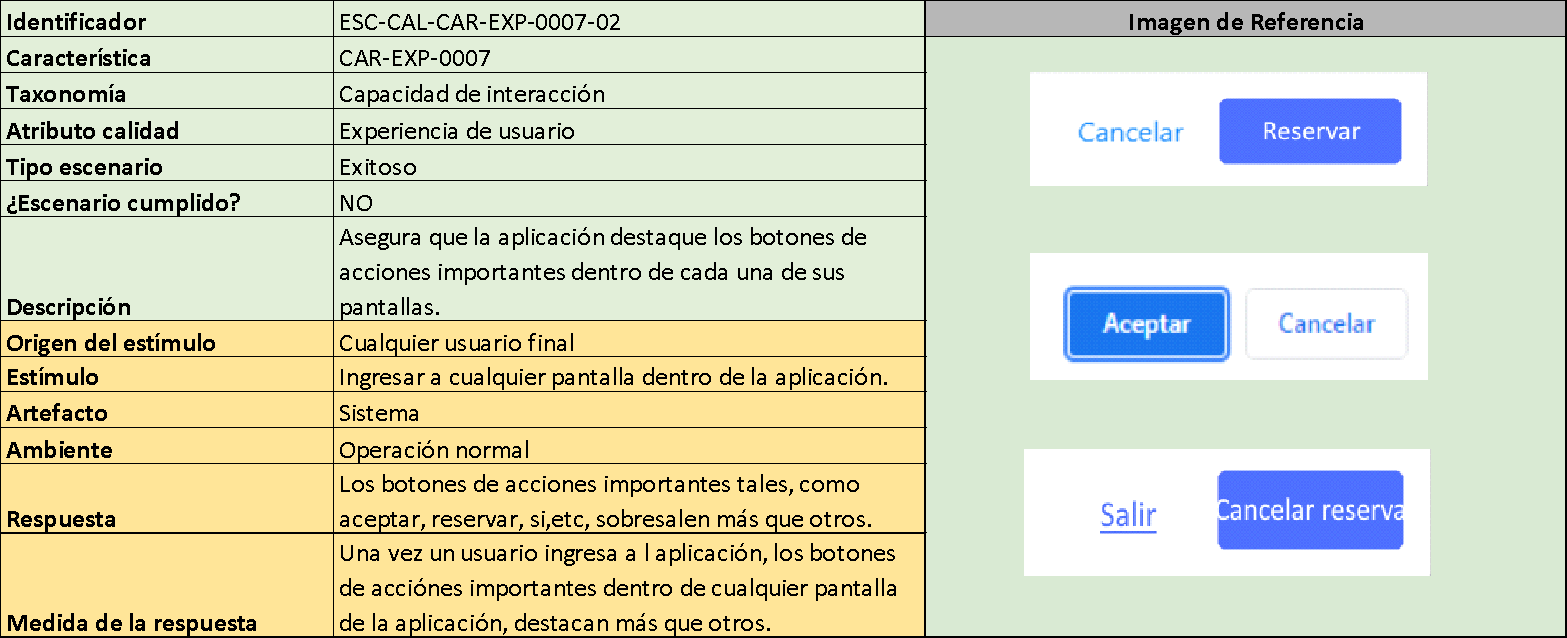 Identificador ESC-CAL-CAR-EXP-0007-02
Característica CAR-EXP-0007
Taxonomía Capacidad de interacción
Atributo calidad Experiencia de usuario
Tipo escenario Exitoso
¿Escenario cumplido? NO
Asegura que la aplicación destaque los botones de
acciones importantes dentro de cada una de sus
Descripción pantallas.
Origen del estímulo Cualquier usuario final
Estímulo Ingresar a cualquier pantalla dentro de la aplicación.
Artefacto Sistema
Ambiente Operación normal
Los botones de acciones importantes tales, como
Respuesta aceptar, reservar, si,etc, sobresalen más que otros.
Una vez un usuario ingresa a l aplicación, los botones
de acciónes importantes dentro de cualquier pantalla
Medida de la respuesta de la aplicación, destacan más que otros.
Imagen de Referencia
Cancelar Reservar
Aceptar Cancelar
Salir Cancelar reserva